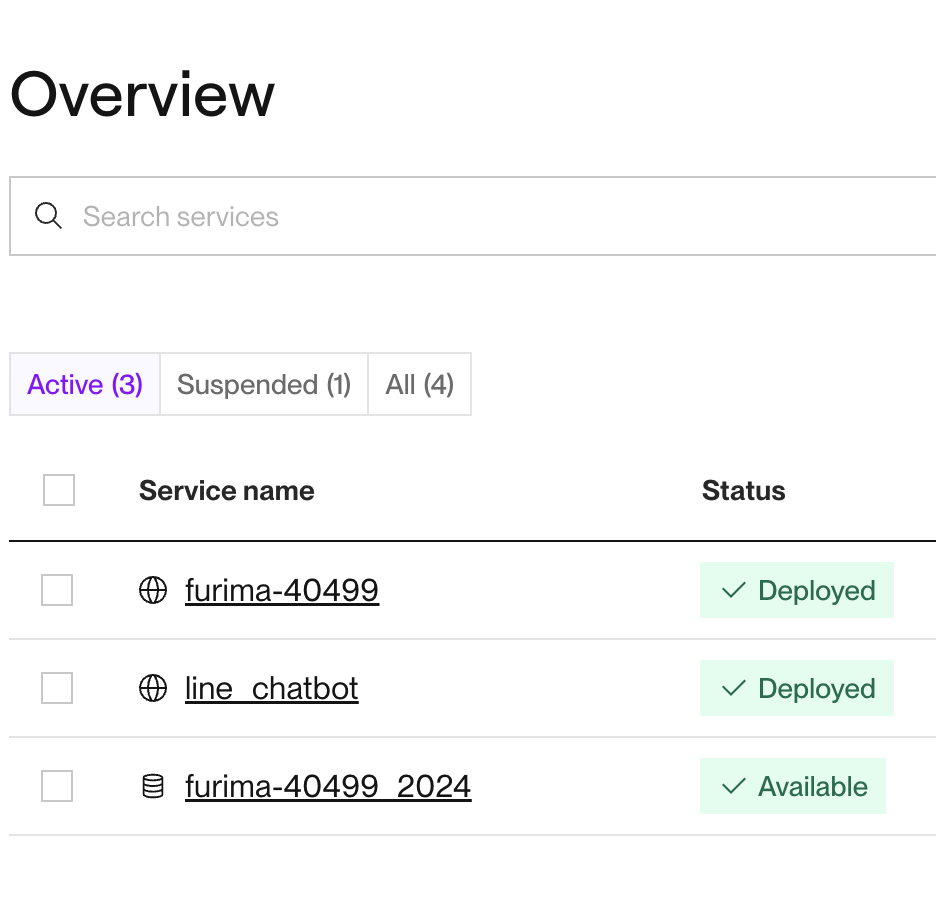 Overview
Search services
Active (3) Suspended (1) All (4)
Service name Status
furima-40499 Deployed
line_chatbot Deployed
furima-40499_2024 Available